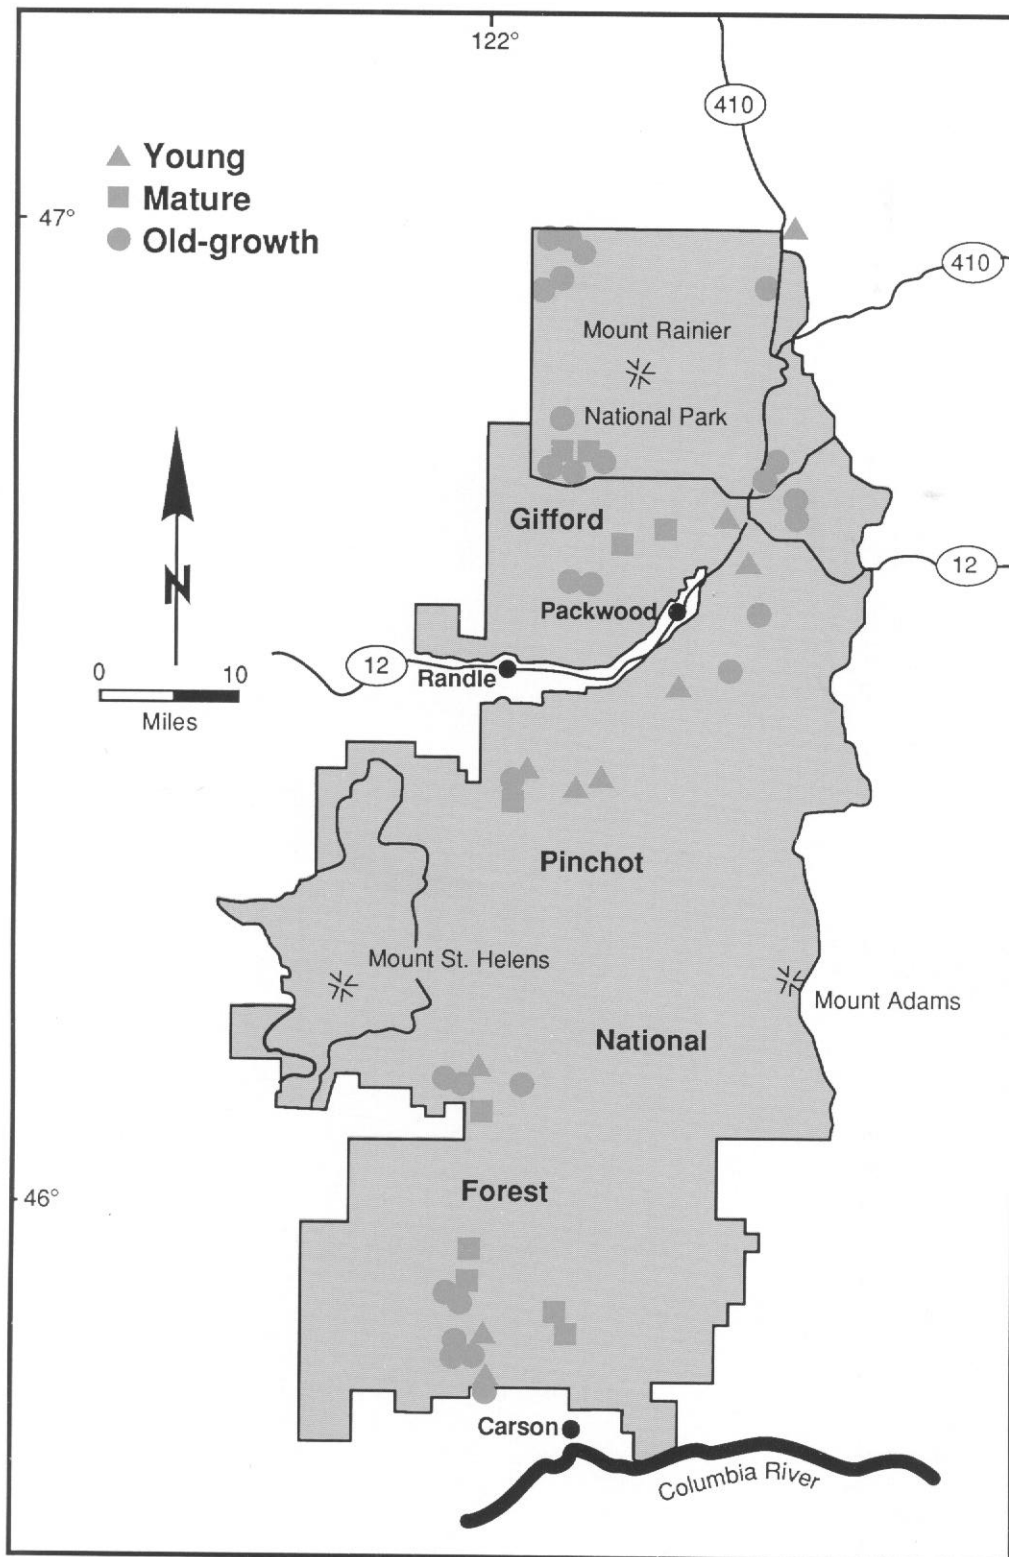 122°
410
Young
Mature
Old-growth
47°
410
Mount Rainier
National Park
Gifford
N
12
Packwood
12
Randle
0 10
Miles
Pinchot
Mount St. Helens
Mount Adams
National
46°
Forest
Carson
Columbia River